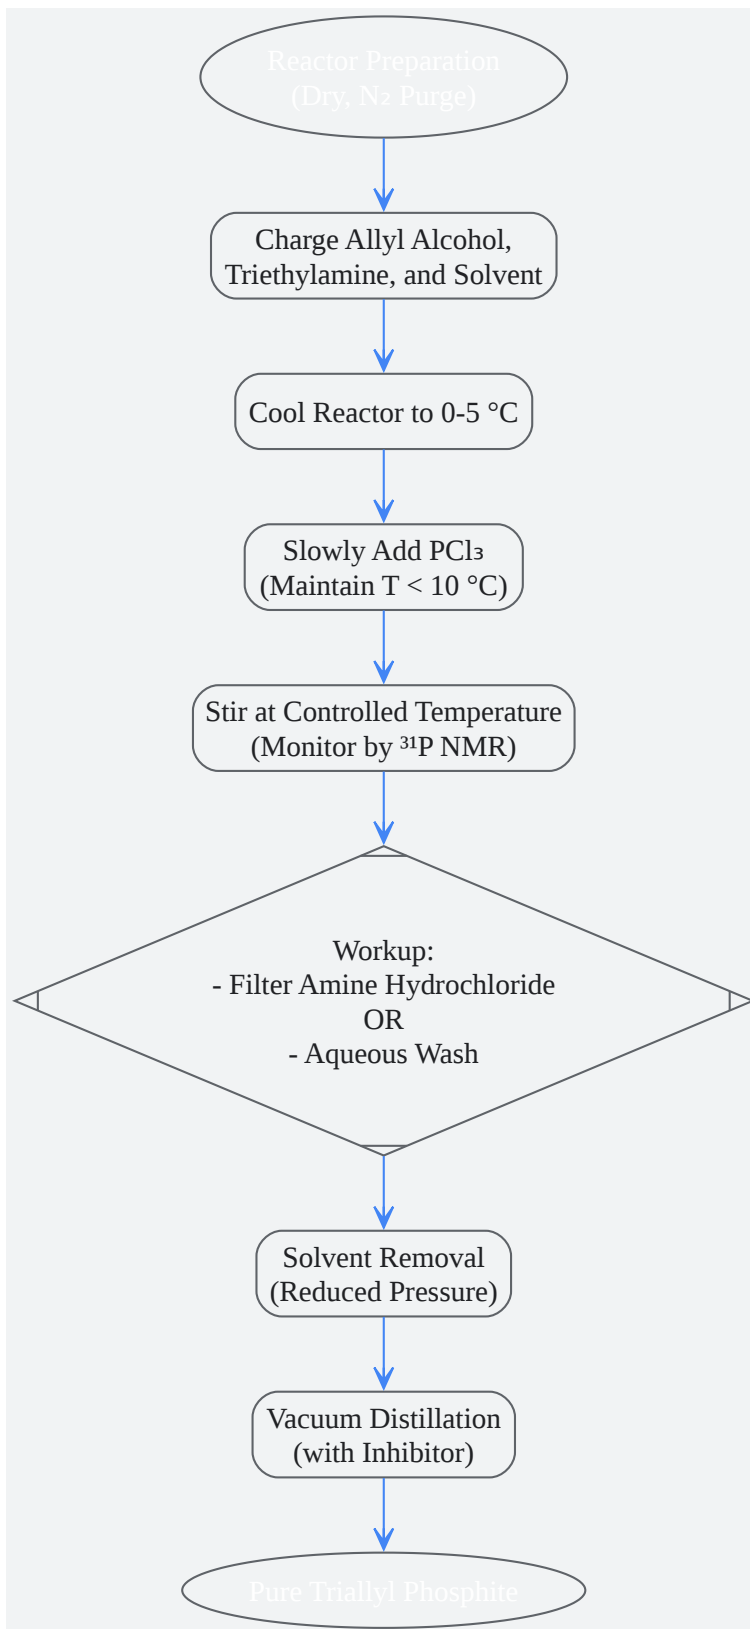 Reactor Preparation
(Dry, N₂ Purge)
Charge Allyl Alcohol,
Triethylamine, and Solvent
Cool Reactor to 0-5 °C
Slowly Add PCl₃
(Maintain T < 10 °C)
Stir at Controlled Temperature
(Monitor by ³¹P NMR)
Workup:
- Filter Amine Hydrochloride
OR
- Aqueous Wash
Solvent Removal
(Reduced Pressure)
Vacuum Distillation
(with Inhibitor)
Pure Triallyl Phosphite